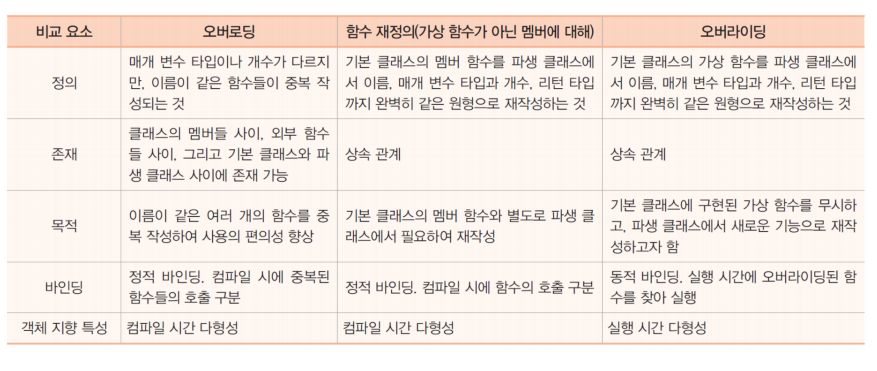 비교 요소 오버로딩 함수 재정의(가상 함수가 아닌 멤버에 대해) 오버라이딩
정의
매개 변수 타입이나 개수가 다르지
만, 이름이 같은 함수들이 중복 작
성되는 것
기본 클래스의 멤버 함수를 파생 클래스에
서 이름, 매개 변수 타입과 개수, 리턴 타입
까지 완벽히 같은 원형으로 재작성하는 것
기본 클래스의 가상 함수를 파생 클래스에
서 이름, 매개 변수 타입과 개수, 리턴 타입
까지 완벽히 같은 원형으로 재작성하는 것
존재
클래스의 멤버들 사이, 외부 함수
들 사이, 그리고 기본 클래스와 파
생 클래스 사이에 존재 가능
상속 관계
상속 관계
목적
이름이 같은 여러 개의 함수를 중
복 작성하여 사용의 편의성 향상
기본 클래스의 멤버 함수와 별도로 파생 클
래스에서 필요하여 재작성
기본 클래스에 구현된 가상 함수를 무시하
고, 파생 클래스에서 새로운 기능으로 재작
성하고자 함
바인딩
정적 바인딩. 컴파일 시에 중복된
함수들의 호출 구분
정적 바인딩. 컴파일 시에 함수의 호출 구분
동적 바인딩. 실행 시간에 오버라이딩된 함
수를 찾아 실행
객체 지향 특성 컴파일 시간 다형성 컴파일 시간 다형성 실행 시간 다형성